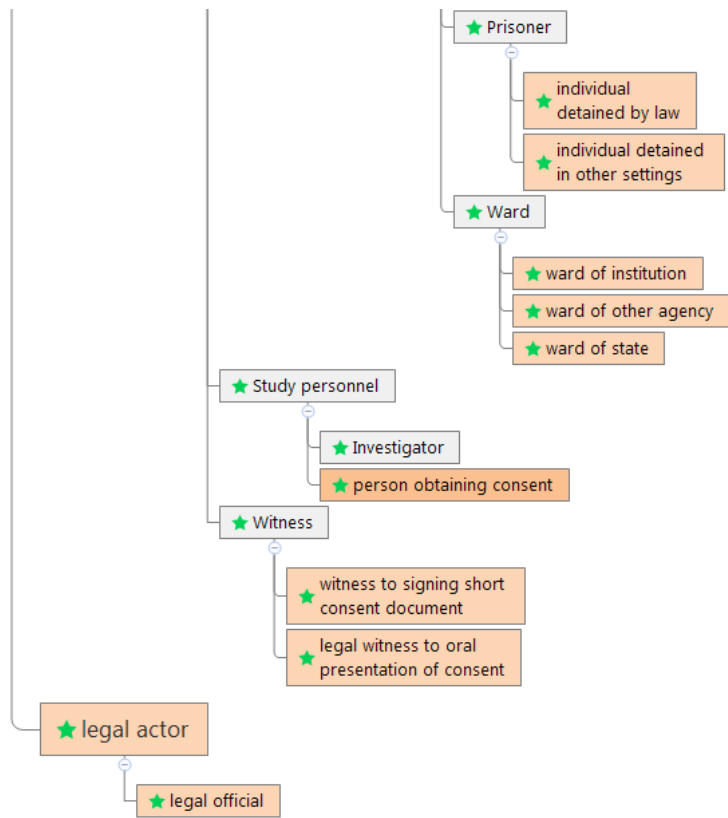 Prisoner
individual
detained by law
individual detained
in other settings
Ward
ward of institution
ward of other agency
ward of state
Study personnel
Investigator
person obtaining consent
Witness
witness to signing short
consent document
legal witness to oral
presentation of consent
legal actor
legal official